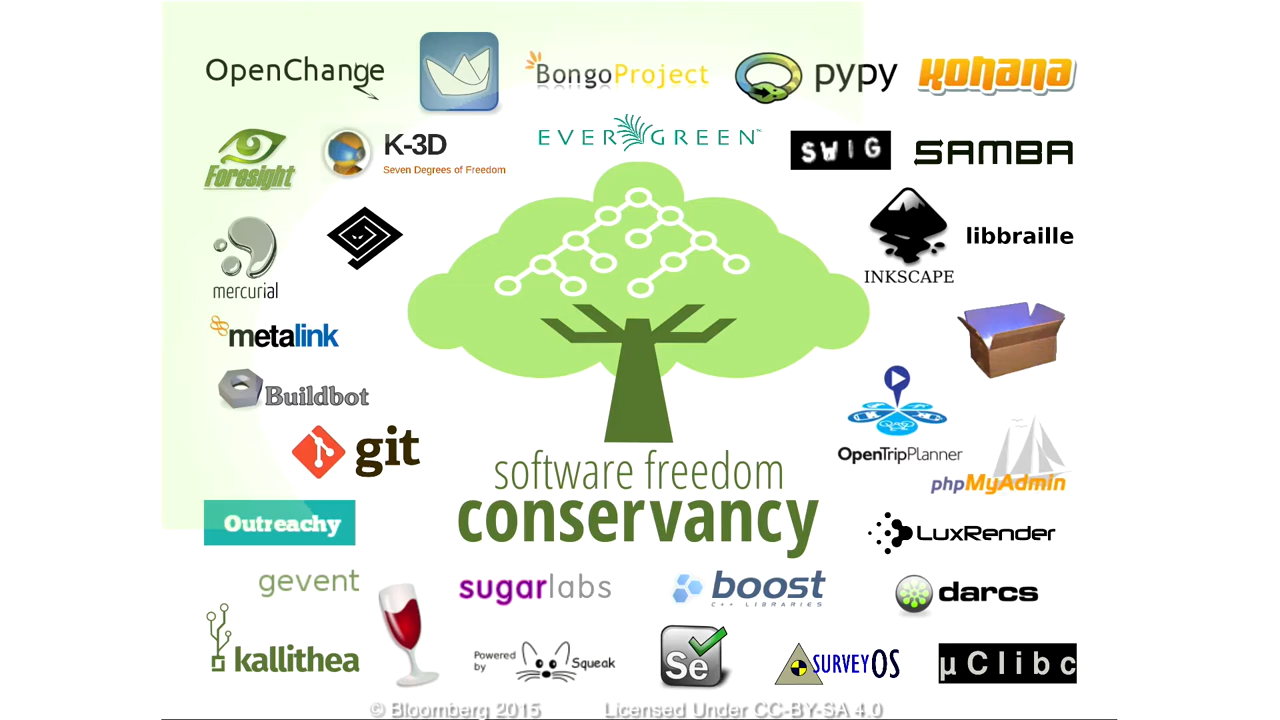 OpenChange
BongoProject
pypy
kohana
Foresight
K-3D
Seven Degrees of Freedom
EVERGREEN™
SWIG
SAMBA
mercurial
INKSCAPE
libbraille
metalink
Buildbot
git
OpenTripPlanner
phpMyAdmin
software freedom
conservancy
Outreachy
LuxRender
gevent
sugarlabs
boost
C++ LIBRARIES
darcs
kallithea
Powered
by
Squeak
Se
SURVEYOS
µClibc
© Bloomberg 2015
Licensed Under CC-BY-SA 4.0